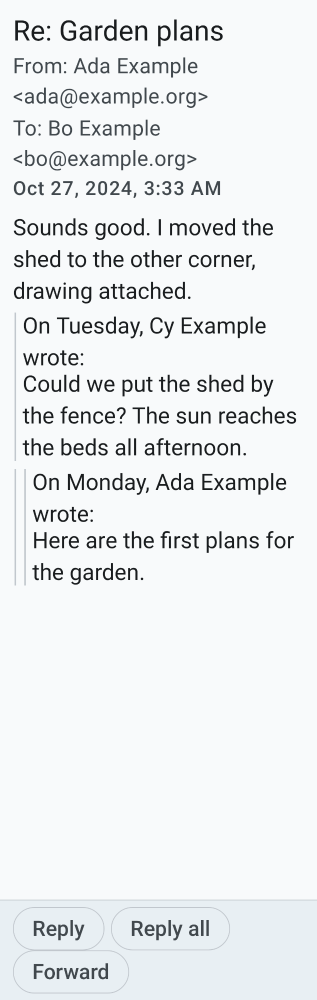 Re: Garden plans
From: Ada Example
<ada@example.org>
To: Bo Example
<bo@example.org>
Oct 27, 2024, 3:33 AM
Sounds good. I moved the
shed to the other corner,
drawing attached.
On Tuesday, Cy Example
wrote:
Could we put the shed by
the fence? The sun reaches
the beds all afternoon.
On Monday, Ada Example
wrote:
Here are the first plans for
the garden.
Reply
Reply all
Forward